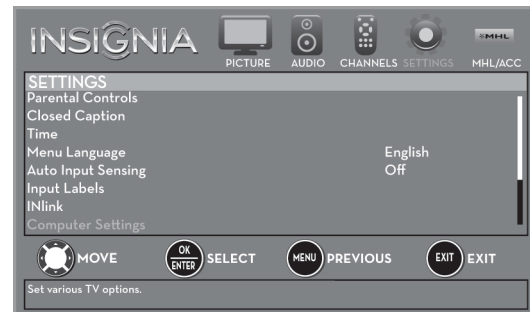 INSIGNIA
PICTURE AUDIO CHANNELS SETTINGS MHL/ACC
MHL
SETTINGS
Parental Controls
Closed Caption
Time
Menu Language English
Auto Input Sensing Off
Input Labels
INlink
Computer Settings
MOVE OK ENTER SELECT MENU PREVIOUS EXIT EXIT
Set various TV options.